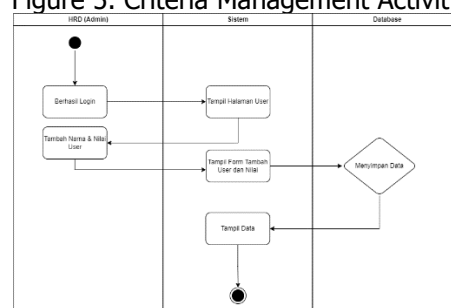 Figure 5. Criteria Management Activit
HRD (Admin)
Sistem
Database
Berhasil Login
Tampil Halaman User
Tambah Nama & Nilai
User
Tampil Form Tambah
User dan Nilai
Menyimpan Data
Tampil Data